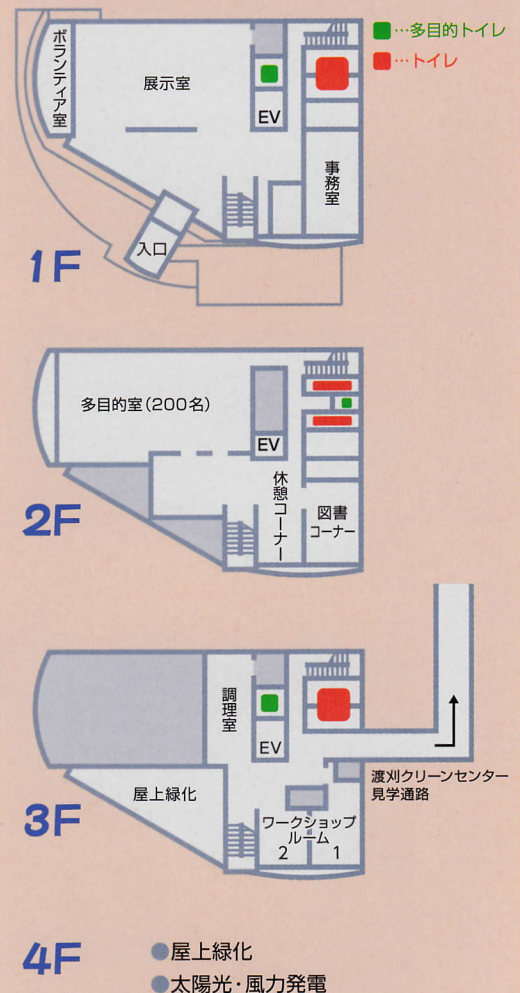 …多目的トイレ
…トイレ
ボランティア室
展示室
EV
事務室
入口
1F
多目的室(200名)
EV
休憩コーナー
図書
コーナー
2F
調理室
EV
渡刈クリーンセンター
見学通路
屋上緑化
ワークショップ
ルーム
2 1
3F
4F
●屋上緑化
●太陽光・風力発電